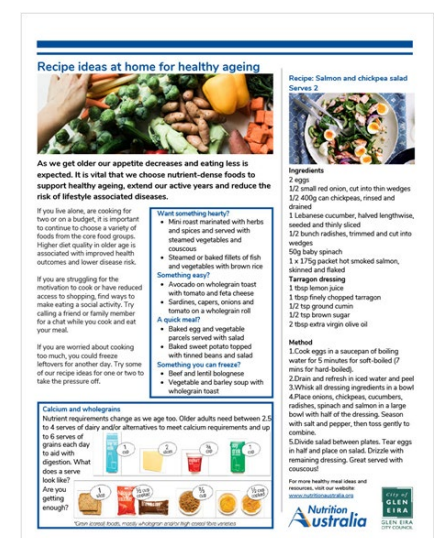 Recipe ideas at home for healthy ageing
As we get older our appetite decreases and eating less is
expected. It is vital that we choose nutrient-dense foods to
support healthy ageing, extend our active years and reduce the
risk of lifestyle associated diseases.
If you live alone, are cooking for
two or on a budget, it is important
to continue to choose a variety of
foods from the core food groups.
Higher diet quality in older age is
associated with improved health
outcomes and lower disease risk.
If you are struggling for the
motivation to cook or have reduced
access to shopping, find ways to
make eating a social activity. Try
calling a friend or family member
for a chat while you cook and eat
your meal.
If you are worried about cooking
too much, you could freeze
leftovers for another day. Try some
of our recipe ideas for one or two to
take the pressure off.
Want something hearty?
• Mini roast marinated with herbs
and spices and served with
steamed vegetables and
couscous
• Steamed or baked fillets of fish
and vegetables with brown rice
Something easy?
• Avocado on wholegrain toast
with tomato and feta cheese
• Sardines, capers, onions and
tomato on a wholegrain roll
A quick meal?
• Baked egg and vegetable
parcels served with salad
• Baked sweet potato topped
with tinned beans and salad
Something you can freeze?
• Beef and lentil bolognese
• Vegetable and barley soup with
wholegrain toast
Calcium and wholegrains
Nutrient requirements change as we age too. Older adults need between 2.5
to 4 serves of dairy and/or alternatives to meet calcium requirements and up
to 6 serves of
grains each day
to aid with
digestion. What
does a serve
look like?
Are you
getting
enough?
*Grain (cereal) foods, mostly wholegrain and/or high cereal fibre varieties
Recipe: Salmon and chickpea salad
Serves 2
Ingredients
2 eggs
1/2 small red onion, cut into thin wedges
1/2 400g can chickpeas, rinsed and
drained
1 Lebanese cucumber, halved lengthwise,
seeded and thinly sliced
1/2 bunch radishes, trimmed and cut into
wedges
50g baby spinach
1 x 175g packet hot smoked salmon,
skinned and flaked
Tarragon dressing
1 tbsp lemon juice
1 tbsp finely chopped tarragon
1/2 tsp ground cumin
1/2 tsp brown sugar
2 tbsp extra virgin olive oil
Method
1.Cook eggs in a saucepan of boiling
water for 5 minutes for soft-boiled (7
mins for hard-boiled).
2.Drain and refresh in iced water and peel
3.Whisk all dressing ingredients in a bowl
4.Place onions, chickpeas, cucumbers,
radishes, spinach and salmon in a large
bowl with half of the dressing. Season
with salt and pepper, then toss gently to
combine.
5.Divide salad between plates. Tear eggs
in half and place on salad. Drizzle with
remaining dressing. Great served with
couscous!
For more healthy meal ideas and
resources, visit our website:
www.nutritionaustralia.org
Nutrition
Australia
City of
GLEN
EIRA
GLEN EIRA
CITY COUNCIL